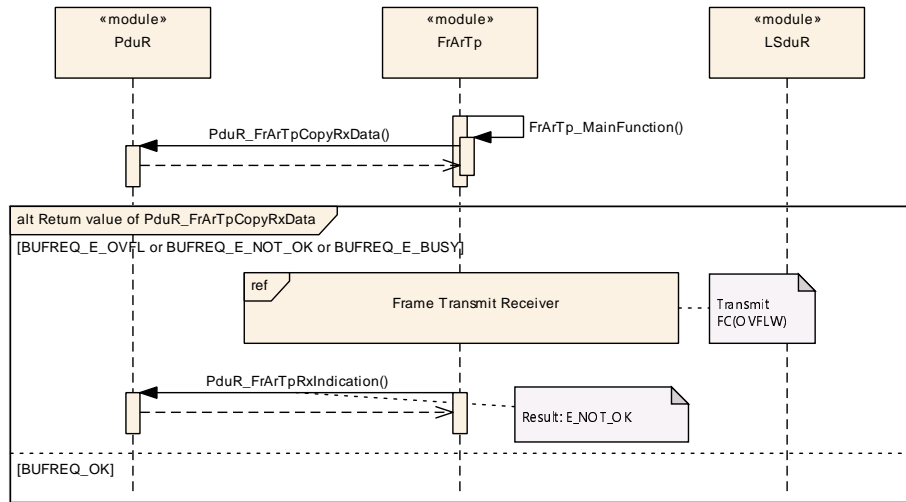 «module»
PduR
«module»
FrArTp
«module»
LSduR
FrArTp_MainFunction()
PduR_FrArTpCopyRxData()
alt Return value of PduR_FrArTpCopyRxData
[BUFREQ_E_OVFL or BUFREQ_E_NOT_OK or BUFREQ_E_BUSY]
ref
Frame Transmit Receiver
Transmit
FC(OVFLW)
PduR_FrArTpRxIndication()
Result: E_NOT_OK
[BUFREQ_OK]